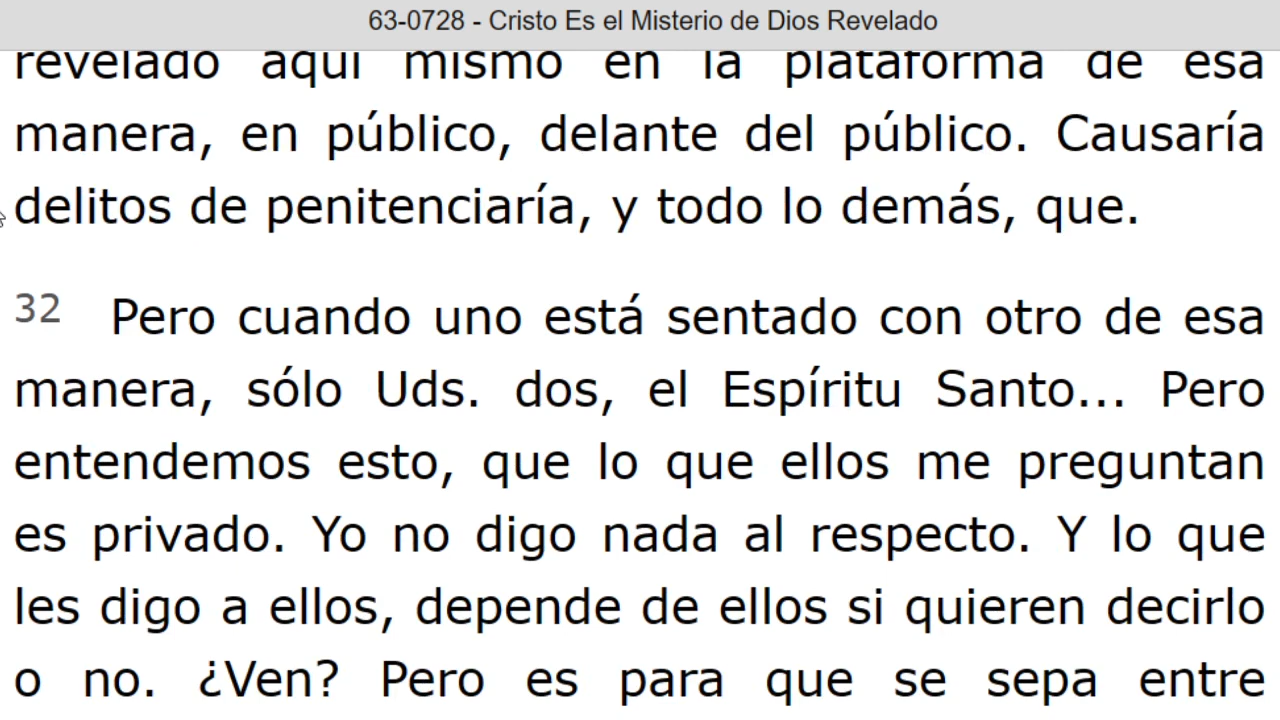 63-0728 - Cristo Es el Misterio de Dios Revelado
revelado aquí mismo en la plataforma de esa
manera, en público, delante del público. Causaría
delitos de penitenciaría, y todo lo demás, que.
32 Pero cuando uno está sentado con otro de esa
manera, sólo Uds. dos, el Espíritu Santo... Pero
entendemos esto, que lo que ellos me preguntan
es privado. Yo no digo nada al respecto. Y lo que
les digo a ellos, depende de ellos si quieren decirlo
o no. ¿Ven? Pero es para que se sepa entre